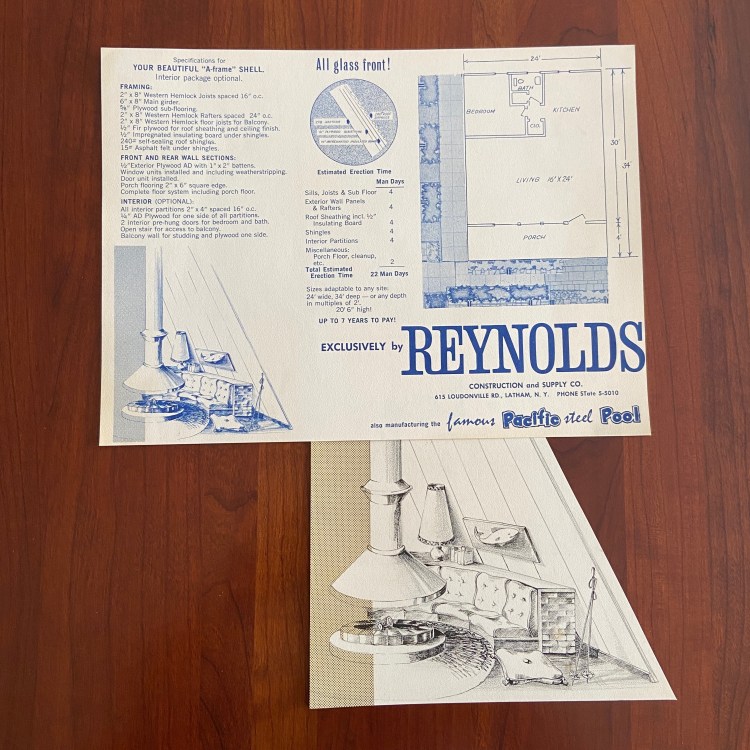 Specifications for
YOUR BEAUTIFUL "A-frame" SHELL.
Interior package optional.
FRAMING:
2" x 8" Western Hemlock Joists spaced 16" o.c.
6" x 8" Main girder.
5/8" Plywood sub-flooring.
2" x 8" Western Hemlock Rafters spaced 24" o.c.
2" x 8" Western Hemlock floor joists for Balcony.
½" Fir plywood for roof sheathing and ceiling finish.
½" Impregnated insulating board under shingles.
240# self-sealing roof shingles.
15# Asphalt felt under shingles.
FRONT AND REAR WALL SECTIONS:
½"Exterior Plywood AD with 1" x 2" battens.
Window units installed and including weatherstripping.
Door unit installed.
Porch flooring 2" x 6" square edge.
Complete floor system including porch floor.
INTERIOR (OPTIONAL):
All interior partitions 2" x 4" spaced 16" o.c.
¼" AD Plywood for one side of all partitions.
2 Interior pre-hung doors for bedroom and bath.
Open stair for access to balcony.
Balcony wall for studding and plywood one side.
All glass front!
Estimated Erection Time
Man Days
Sills, Joists & Sub Floor 4
Exterior Wall Panels
& Rafters 4
Roof Sheathing incl. ½"
Insulating Board 4
Shingles 4
Interior Partitions 4
Miscellaneous:
Porch Floor, cleanup,
etc. 2
Total Estimated
Erection Time 22 Man Days
Sizes adaptable to any site:
24' wide, 34' deep — or any depth
in multiples of 2'.
20' 6" high!
UP TO 7 YEARS TO PAY!
24'
BATH
BEDROOM
KITCHEN
CLO.
30'
34'
LIVING 16'X24'
PORCH
4'
EXCLUSIVELY by REYNOLDS
CONSTRUCTION and SUPPLY CO.
615 LOUDONVILLE RD., LATHAM, N. Y. PHONE STate 5-5010
also manufacturing the famous Pacific steel Pool